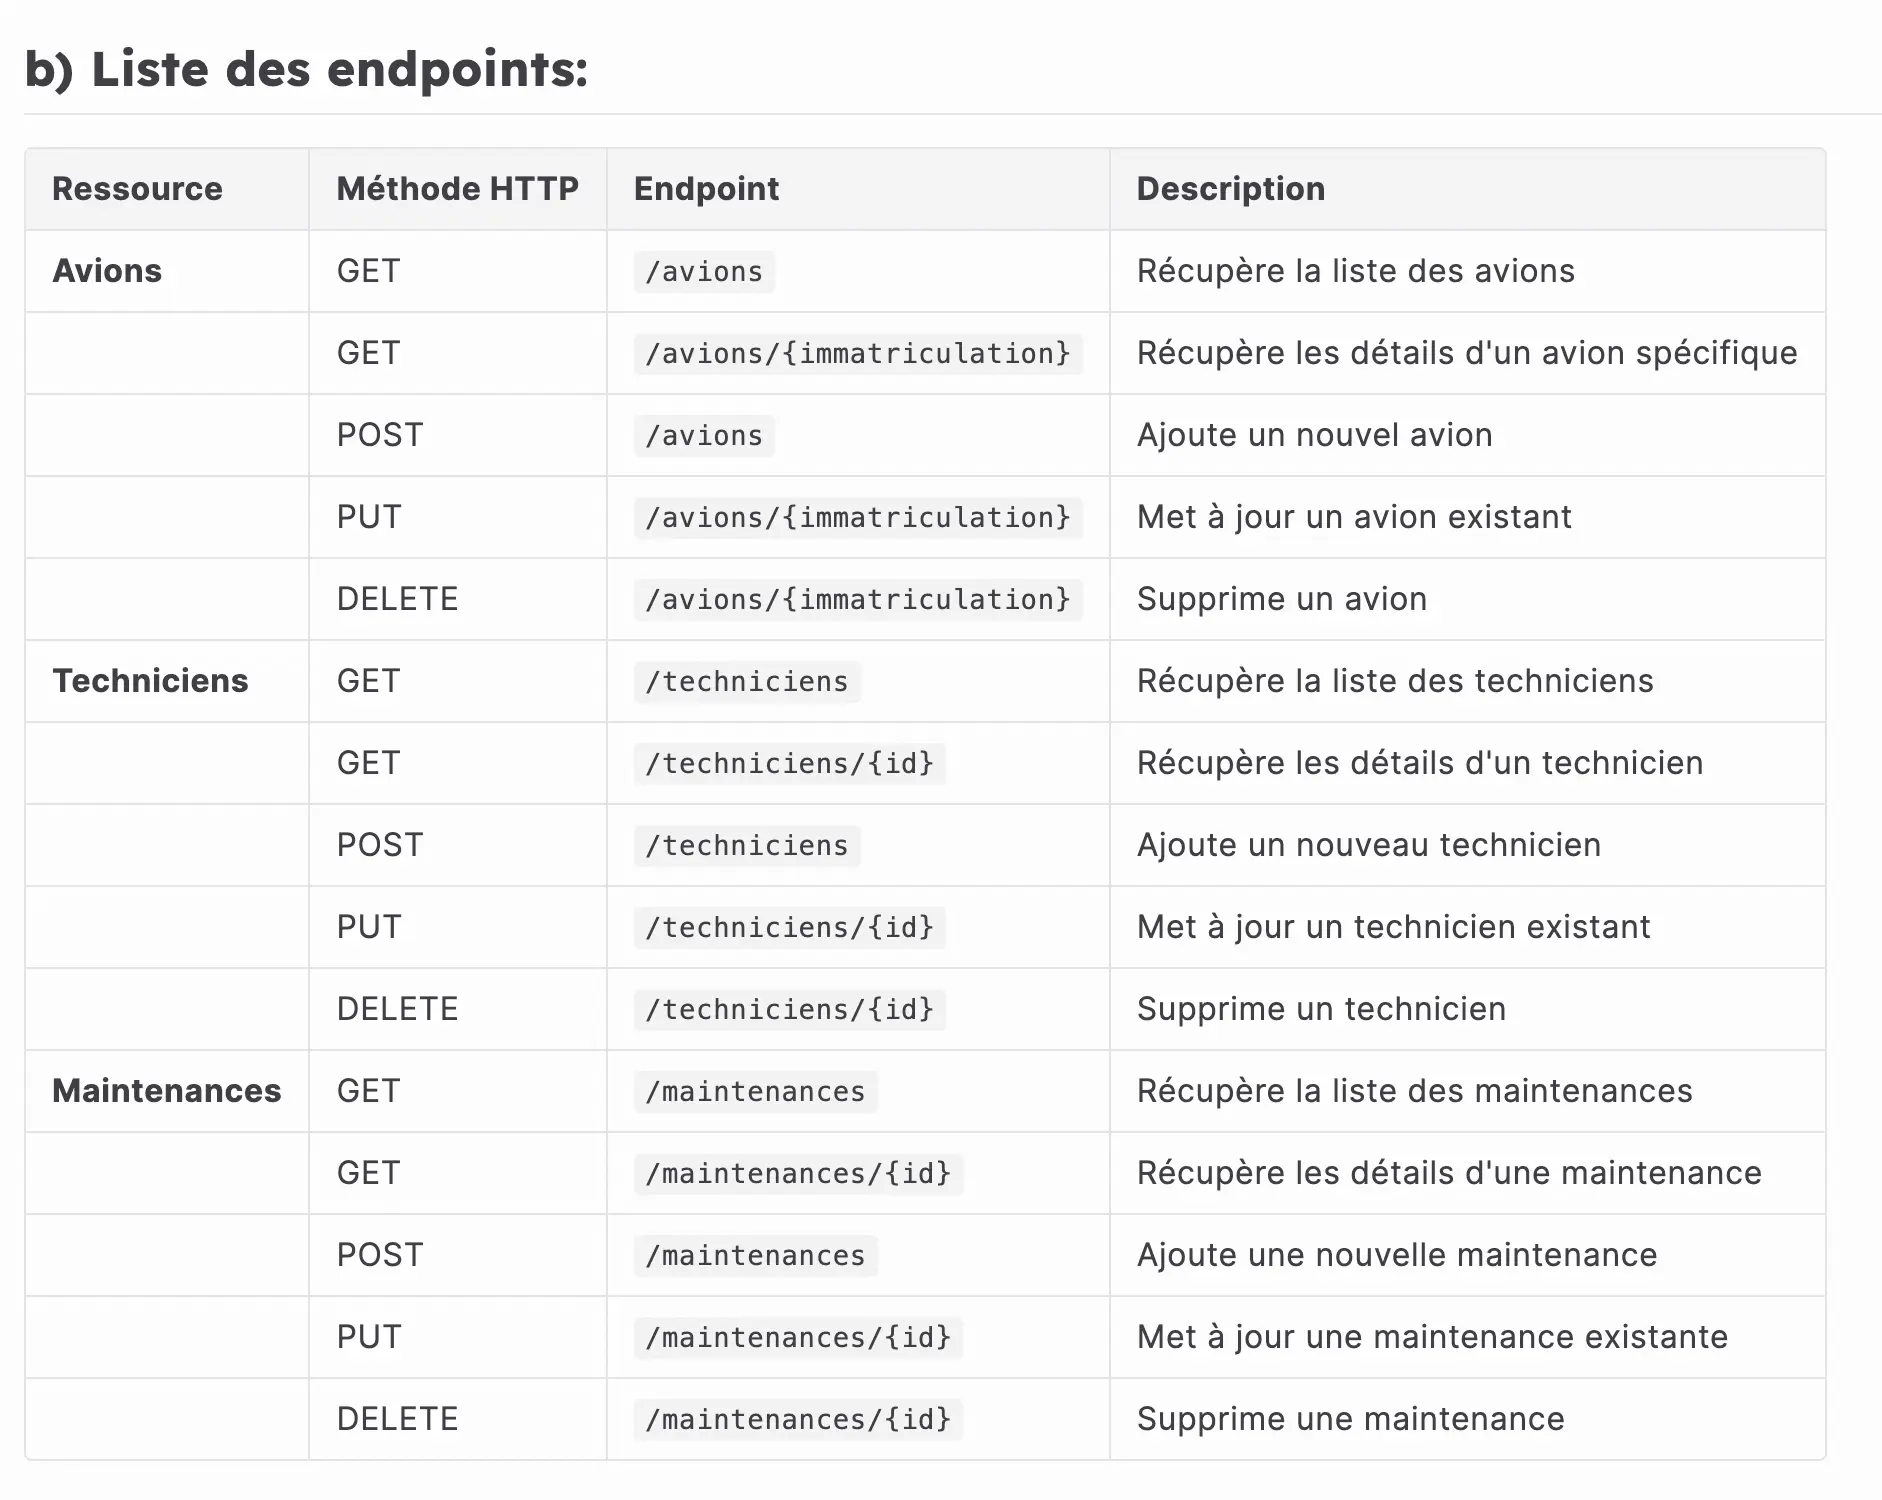 b) Liste des endpoints:
Ressource Méthode HTTP Endpoint Description
Avions GET /avions Récupère la liste des avions
GET /avions/{immatriculation} Récupère les détails d'un avion spécifique
POST /avions Ajoute un nouvel avion
PUT /avions/{immatriculation} Met à jour un avion existant
DELETE /avions/{immatriculation} Supprime un avion
Techniciens GET /techniciens Récupère la liste des techniciens
GET /techniciens/{id} Récupère les détails d'un technicien
POST /techniciens Ajoute un nouveau technicien
PUT /techniciens/{id} Met à jour un technicien existant
DELETE /techniciens/{id} Supprime un technicien
Maintenances GET /maintenances Récupère la liste des maintenances
GET /maintenances/{id} Récupère les détails d'une maintenance
POST /maintenances Ajoute une nouvelle maintenance
PUT /maintenances/{id} Met à jour une maintenance existante
DELETE /maintenances/{id} Supprime une maintenance